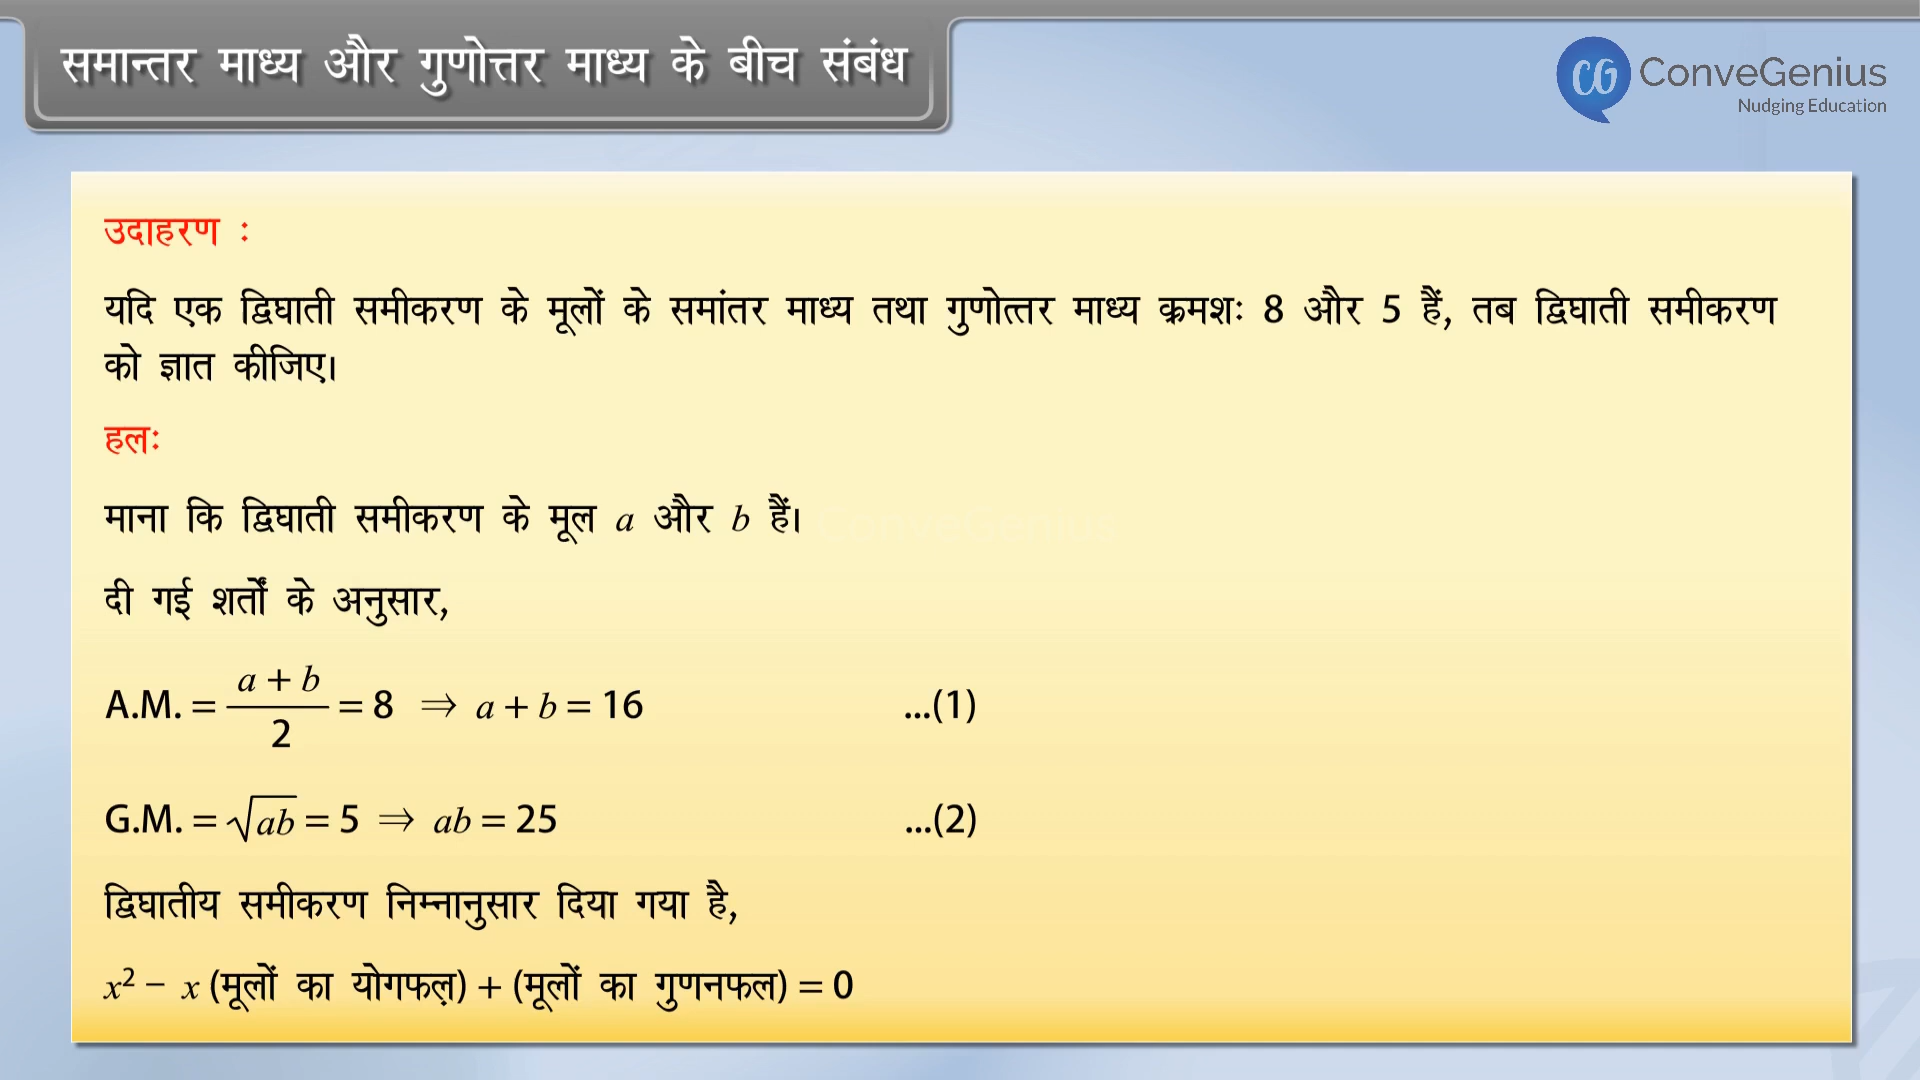 समान्तर माध्य और गुणोत्तर माध्य के बीच संबंध
CG ConveGenius
Nudging Education
उदाहरण :
यदि एक द्विघाती समीकरण के मूलों के समांतर माध्य तथा गुणोत्तर माध्य क्रमशः 8 और 5 हैं, तब द्विघाती समीकरण
को ज्ञात कीजिए।
हलः
माना कि द्विघाती समीकरण के मूल a और b हैं।
ConveGenius
दी गई शर्तों के अनुसार,
A.M. = (a + b)/2 = 8 ⇒ a + b = 16 ...(1)
G.M. = √ab = 5 ⇒ ab = 25 ...(2)
द्विघातीय समीकरण निम्नानुसार दिया गया है,
x² − x (मूलों का योगफल़) + (मूलों का गुणनफल) = 0